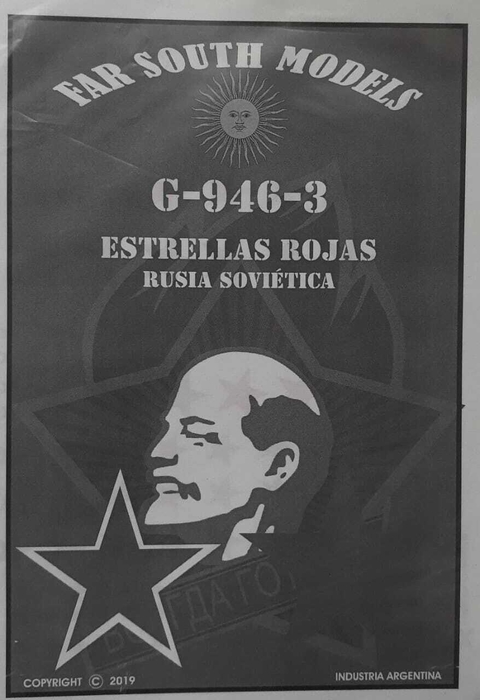 FAR SOUTH MODELS
G-946-3
ESTRELLAS ROJAS
RUSIA SOVIÉTICA
COPYRIGHT © 2019
INDUSTRIA ARGENTINA